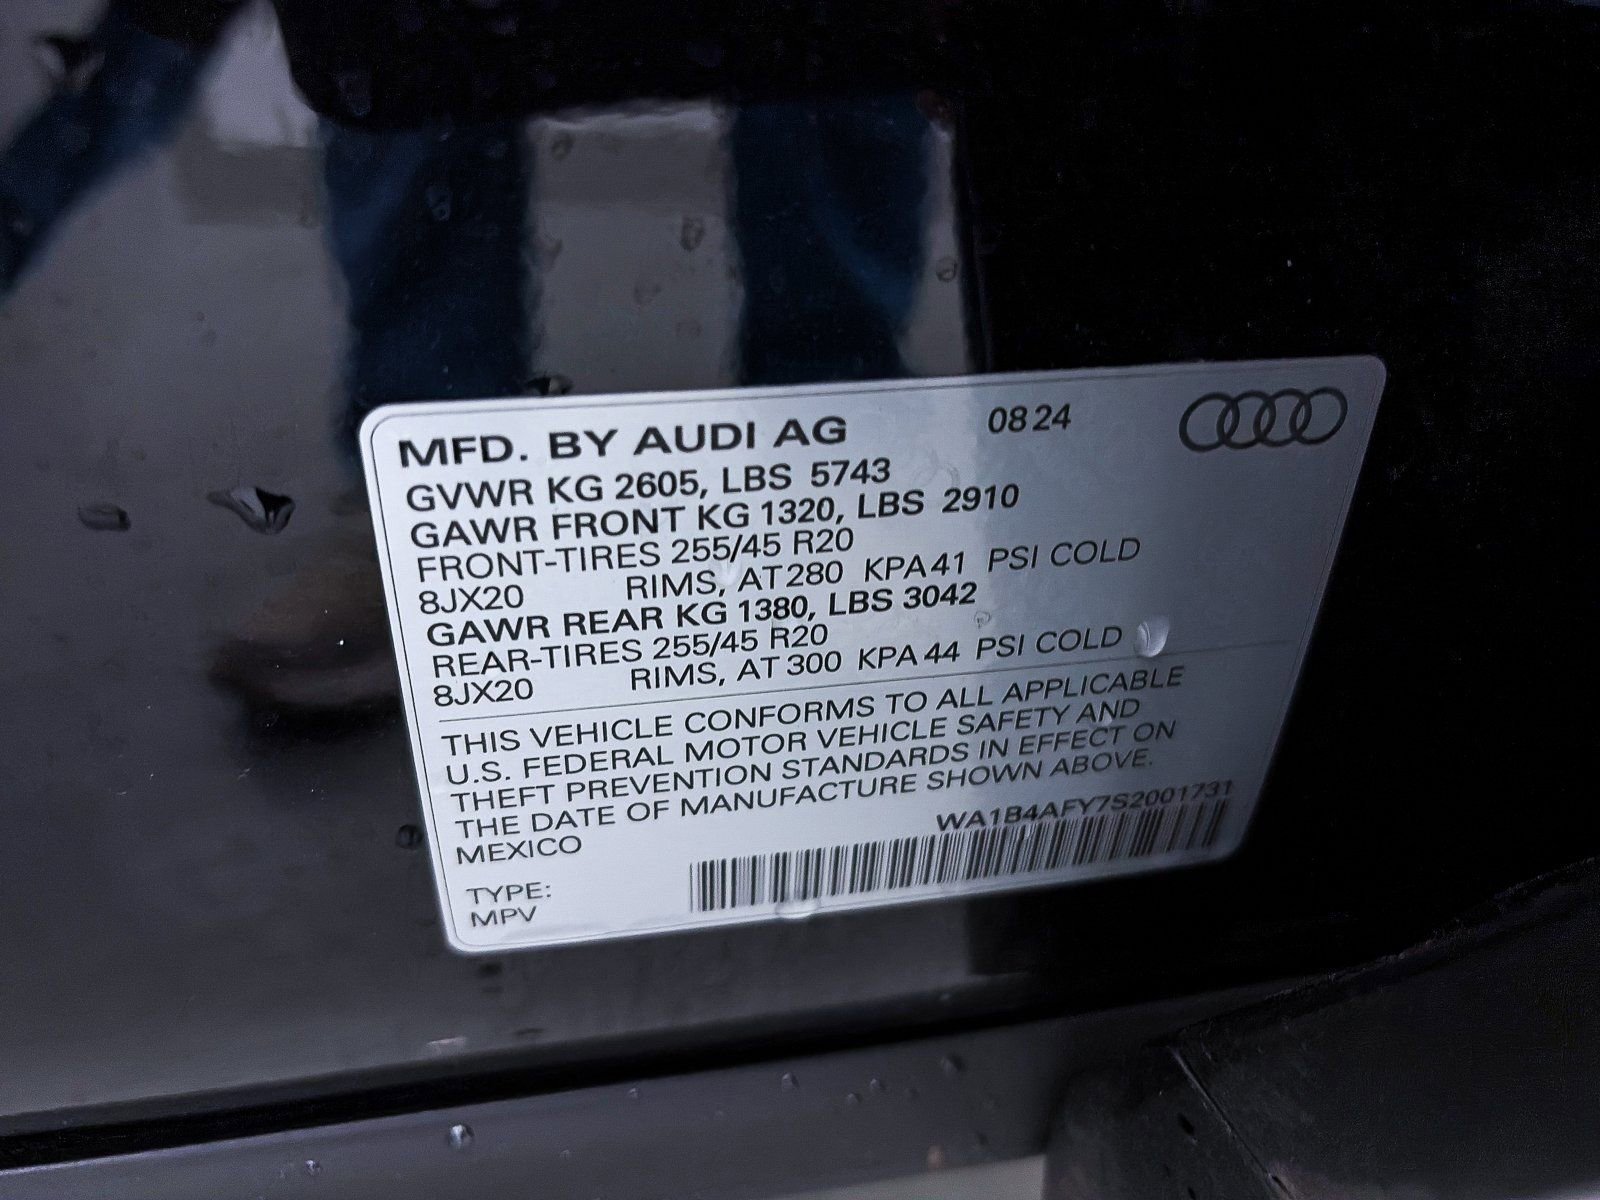 MFD. BY AUDI AG 08 24
GVWR KG 2605, LBS 5743
GAWR FRONT KG 1320, LBS 2910
FRONT-TIRES 255/45 R20
8JX20 RIMS, AT 280 KPA 41 PSI COLD
GAWR REAR KG 1380, LBS 3042
REAR-TIRES 255/45 R20
8JX20 RIMS, AT 300 KPA 44 PSI COLD
THIS VEHICLE CONFORMS TO ALL APPLICABLE
U.S. FEDERAL MOTOR VEHICLE SAFETY AND
THEFT PREVENTION STANDARDS IN EFFECT ON
THE DATE OF MANUFACTURE SHOWN ABOVE.
MEXICO WA1B4AFY7S2001731
TYPE:
MPV